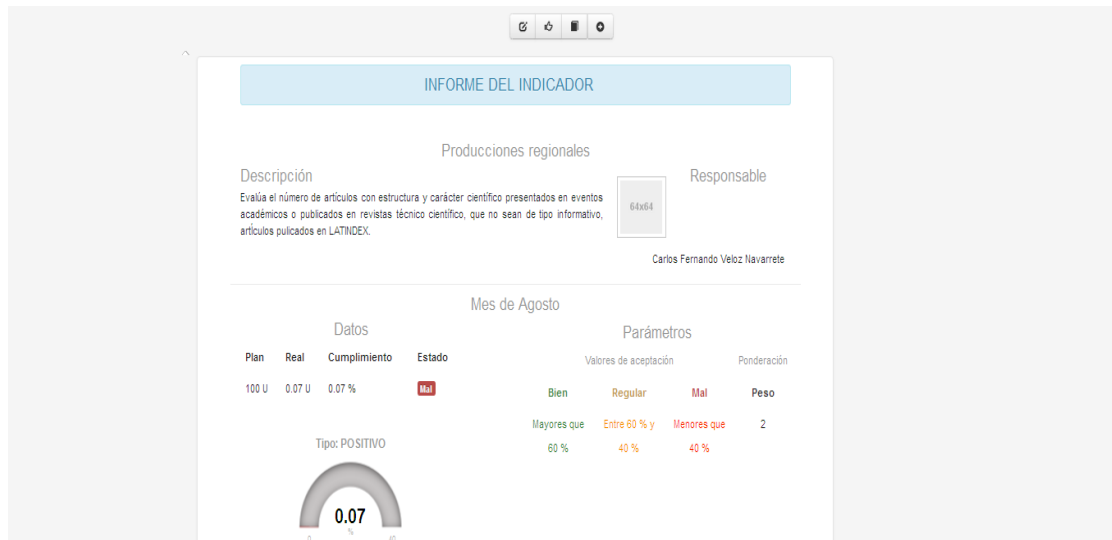 INFORME DEL INDICADOR
Producciones regionales
Descripción
Evalúa el número de artículos con estructura y carácter científico presentados en eventos
académicos o publicados en revistas técnico científico, que no sean de tipo informativo,
artículos pulicados en LATINDEX.
64x64
Responsable
Carlos Fernando Veloz Navarrete
Mes de Agosto
Datos
Plan Real Cumplimiento Estado
100 U 0.07 U 0.07 % Mal
Tipo: POSITIVO
0.07
%
0 40
Parámetros
Valores de aceptación Ponderación
Bien Regular Mal Peso
Mayores que Entre 60 % y Menores que 2
60 % 40 % 40 %